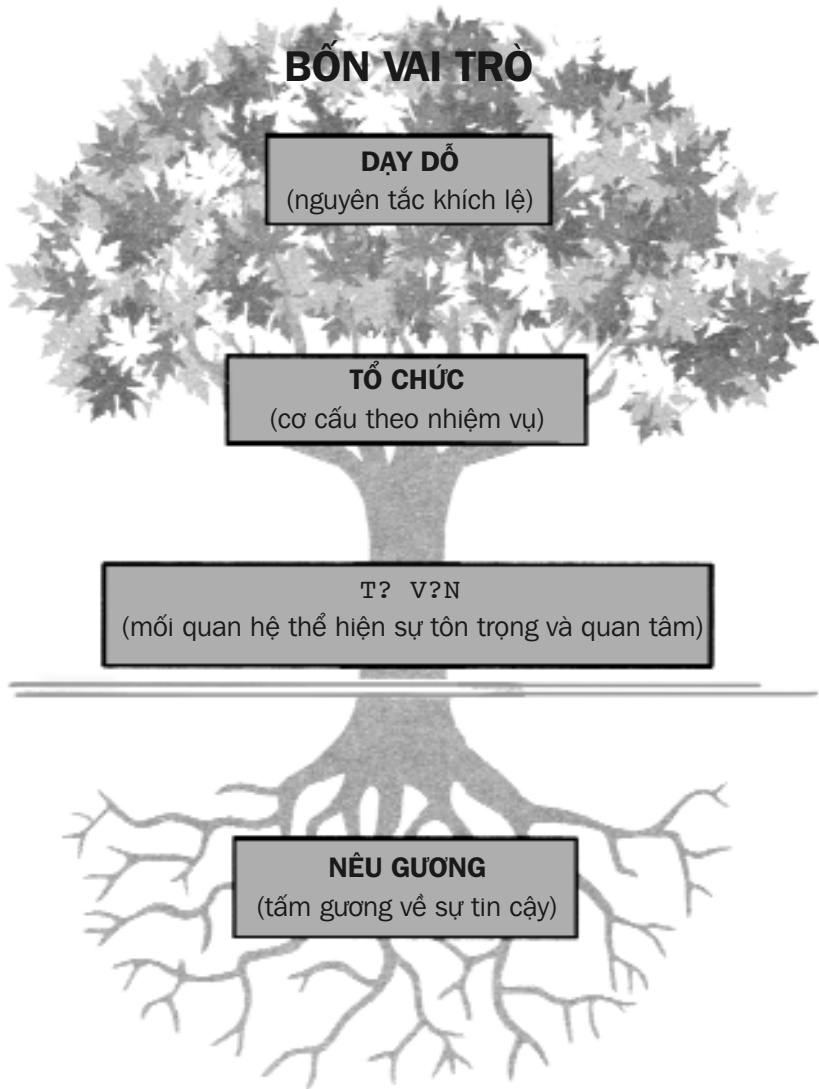 BỐN VAI TRÒ
DẠY DỖ
(nguyên tắc khích lệ)
TỔ CHỨC
(cơ cấu theo nhiệm vụ)
T? V?N
(mối quan hệ thể hiện sự tôn trọng và quan tâm)
NÊU GƯƠNG
(tấm gương về sự tin cậy)